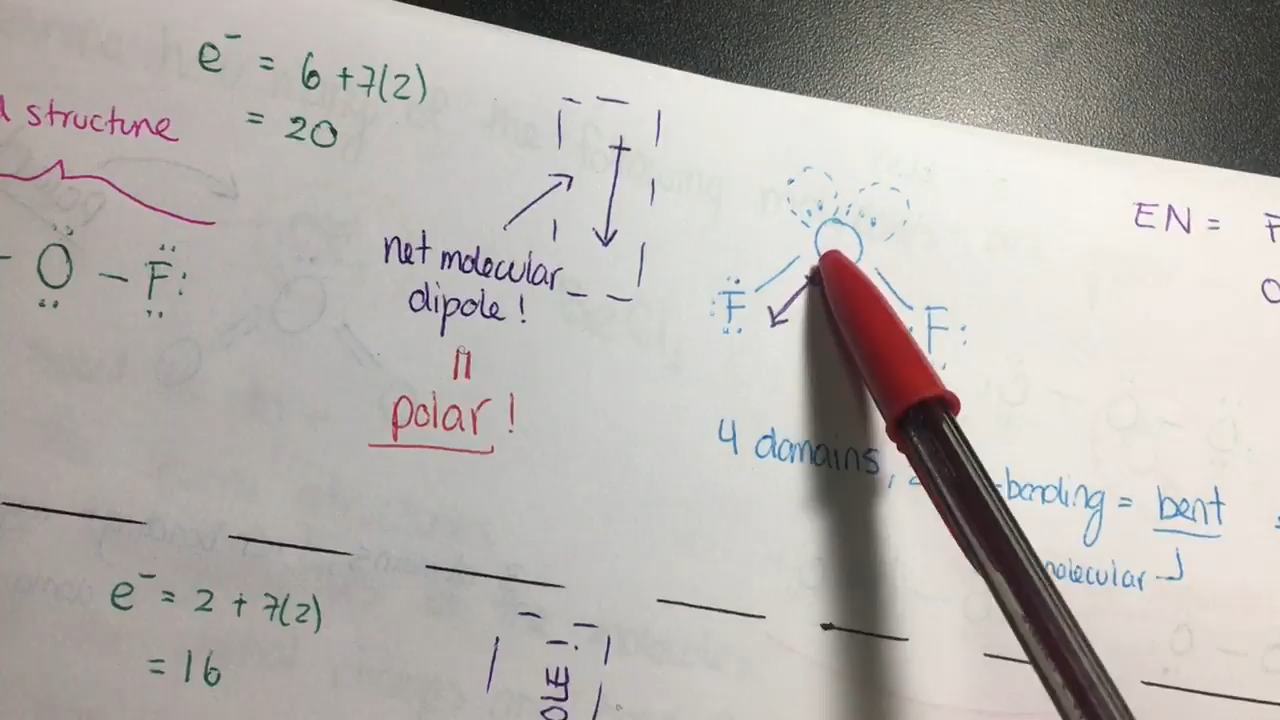 e⁻ = 6 + 7(2)
= 20
structure
- O - F:
net molecular
dipole!
=
polar!
F
F
O
EN =
4 domains,
-bonding = bent
molecular
e⁻ = 2 + 7(2)
= 16